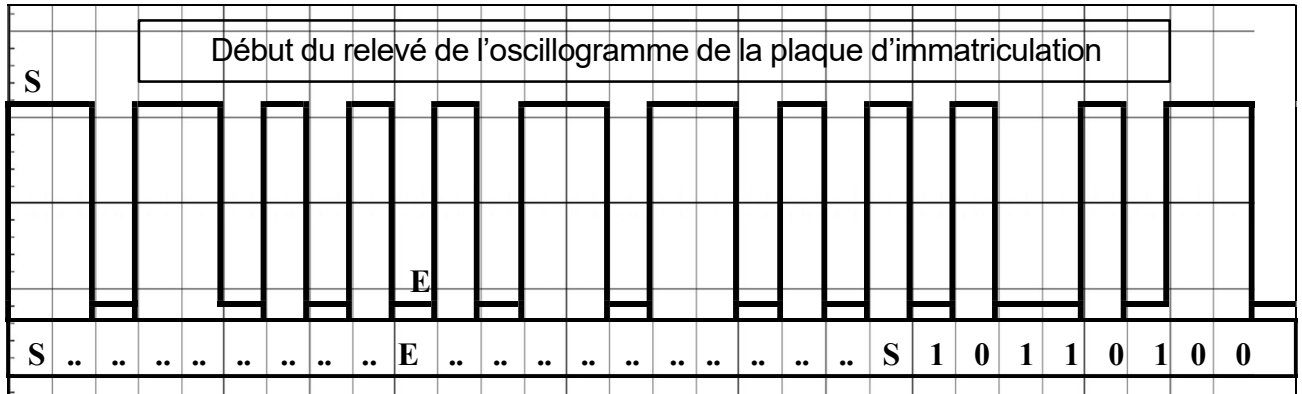 Début du relevé de l’oscillogramme de la plaque d’immatriculation
S
E
S .. .. .. .. .. .. .. .. E .. .. .. .. .. .. .. .. .. .. S 1 0 1 1 0 1 0 0